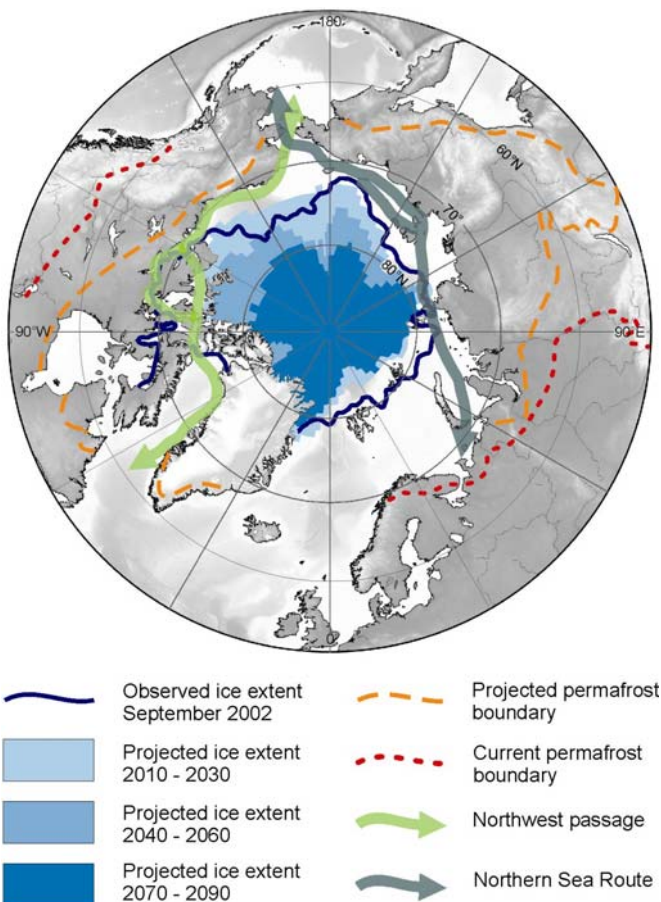 180
60°N
70°
80°N
90°W
90°E
0°
Observed ice extent
September 2002
Projected ice extent
2010 - 2030
Projected ice extent
2040 - 2060
Projected ice extent
2070 - 2090
Projected permafrost
boundary
Current permafrost
boundary
Northwest passage
Northern Sea Route